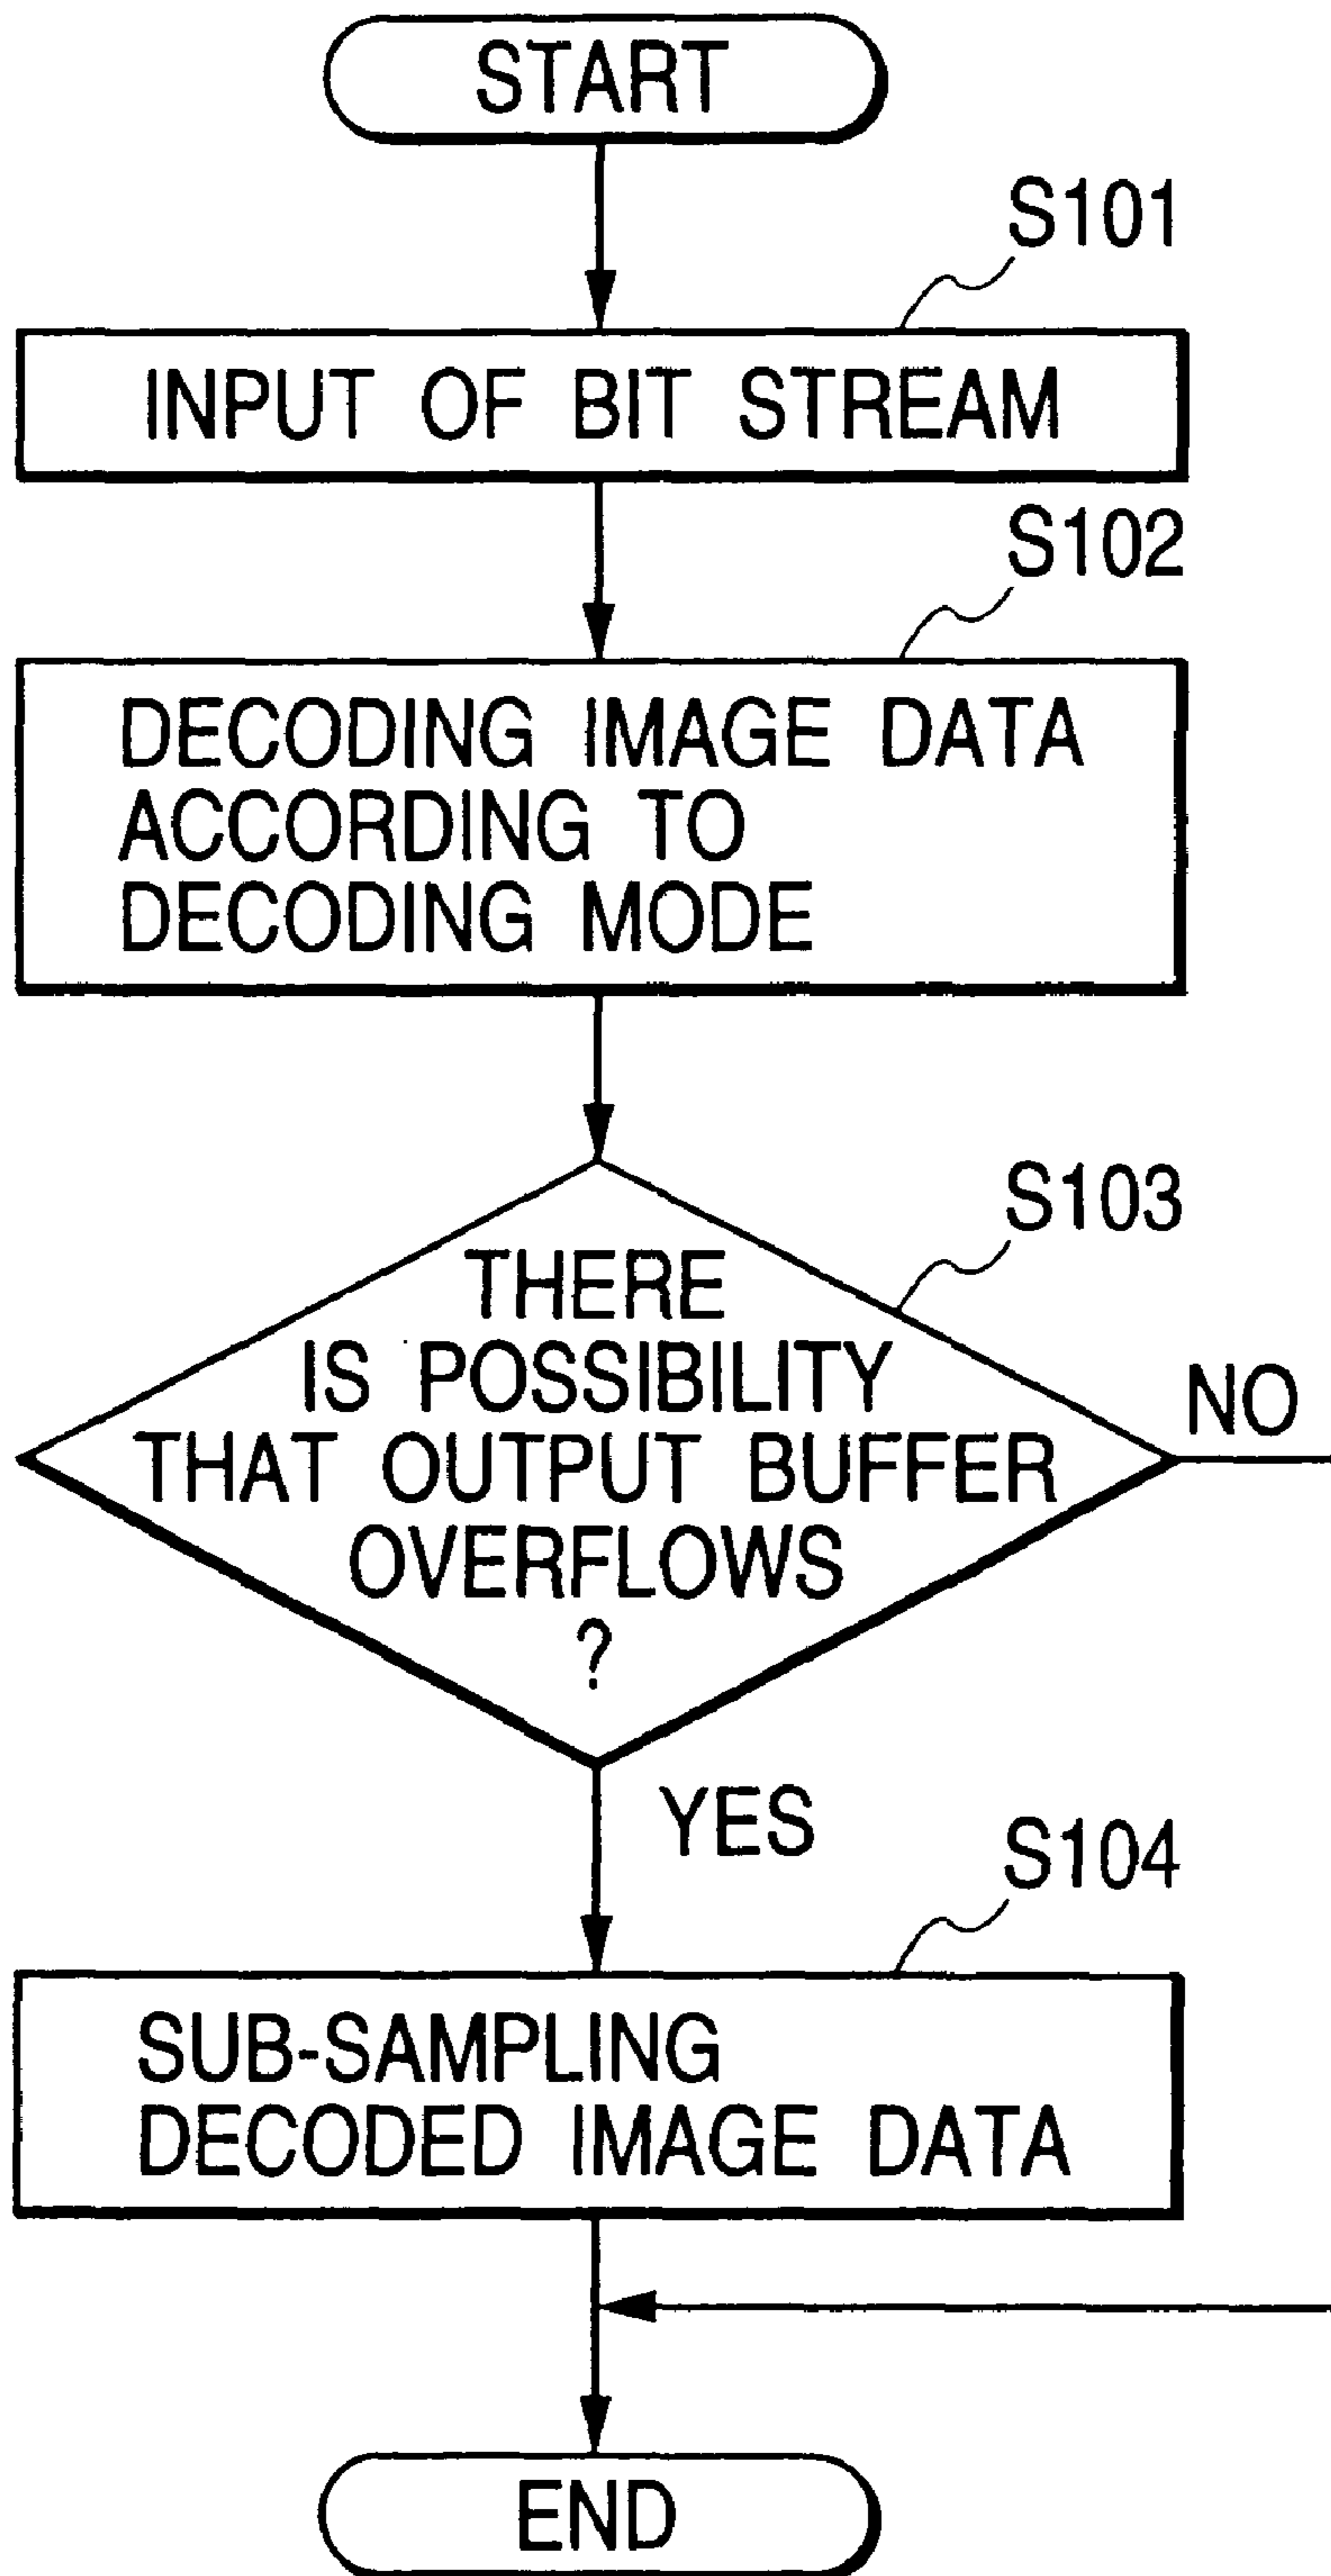 START
S101
INPUT OF BIT STREAM
S102
DECODING IMAGE DATA
ACCORDING TO
DECODING MODE
S103
THERE
IS POSSIBILITY
THAT OUTPUT BUFFER
OVERFLOWS
?
NO
YES
S104
SUB-SAMPLING
DECODED IMAGE DATA
END